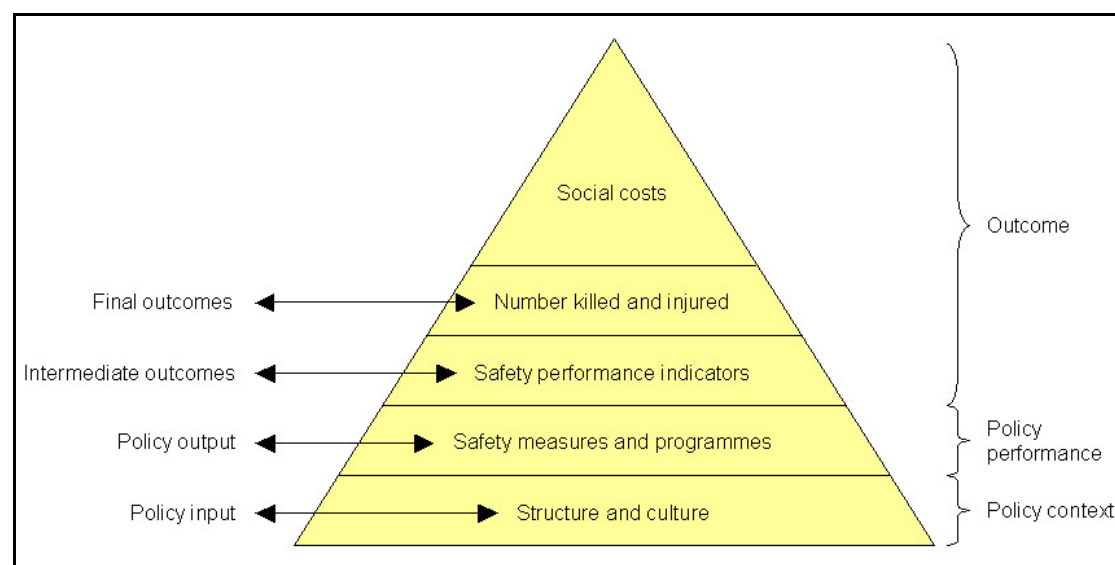 Social costs
Outcome
Final outcomes
Number killed and injured
Intermediate outcomes
Safety performance indicators
Policy output
Safety measures and programmes
Policy
performance
Policy input
Structure and culture
Policy context